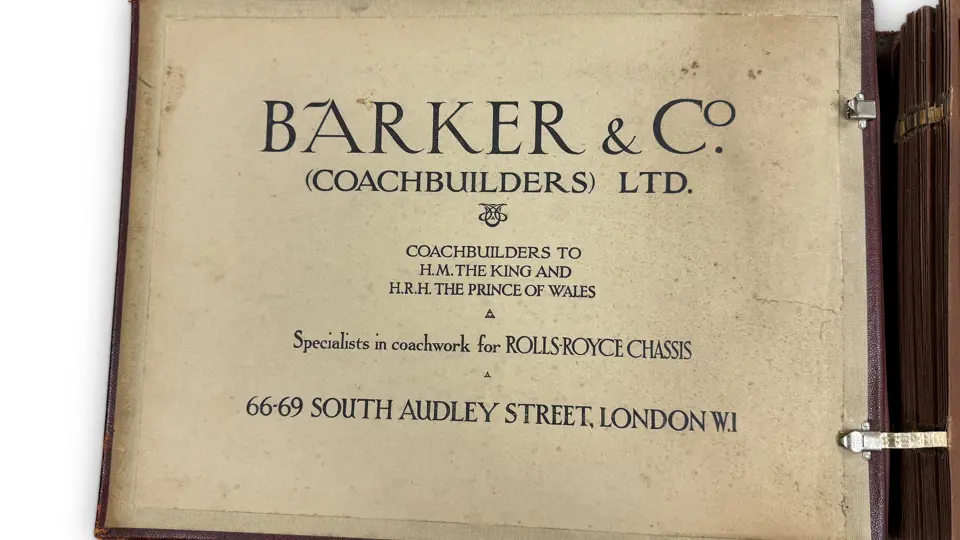 BARKER & Co.
(COACHBUILDERS) LTD.
COACHBUILDERS TO
H.M. THE KING AND
H.R.H. THE PRINCE OF WALES
Specialists in coachwork for ROLLS-ROYCE CHASSIS
66-69 SOUTH AUDLEY STREET, LONDON W.1